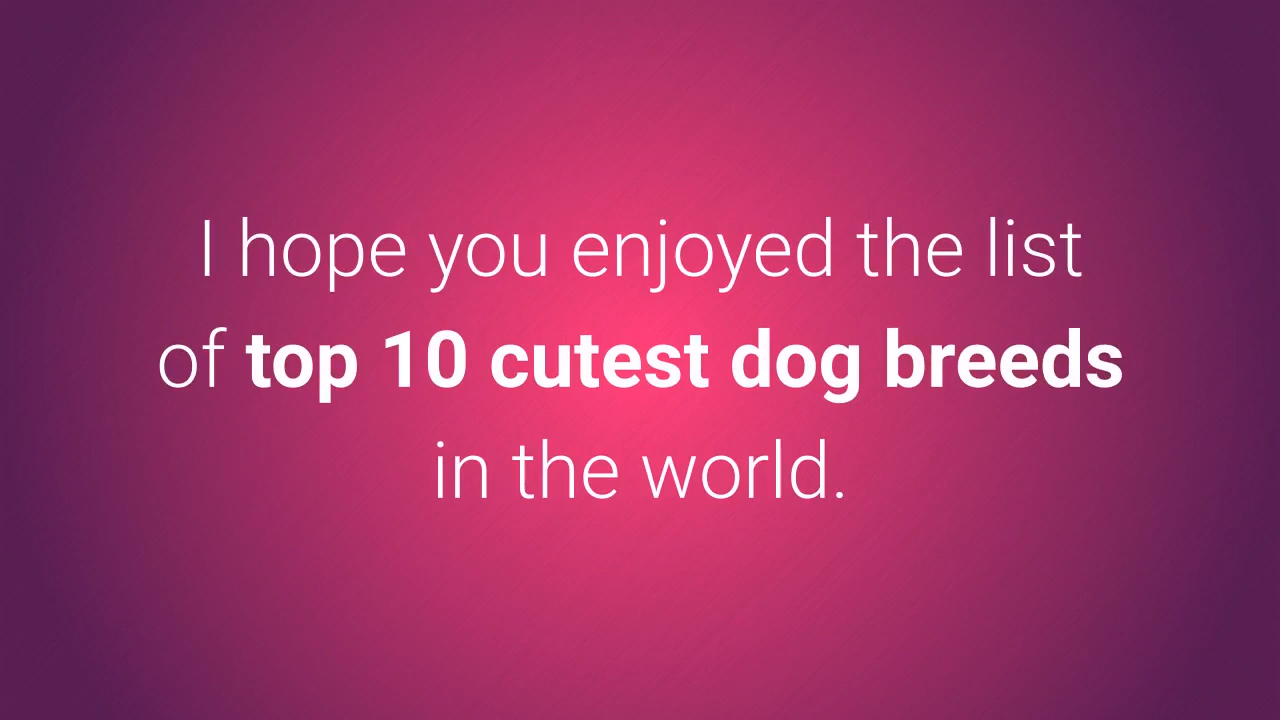 I hope you enjoyed the list
of top 10 cutest dog breeds
in the world.